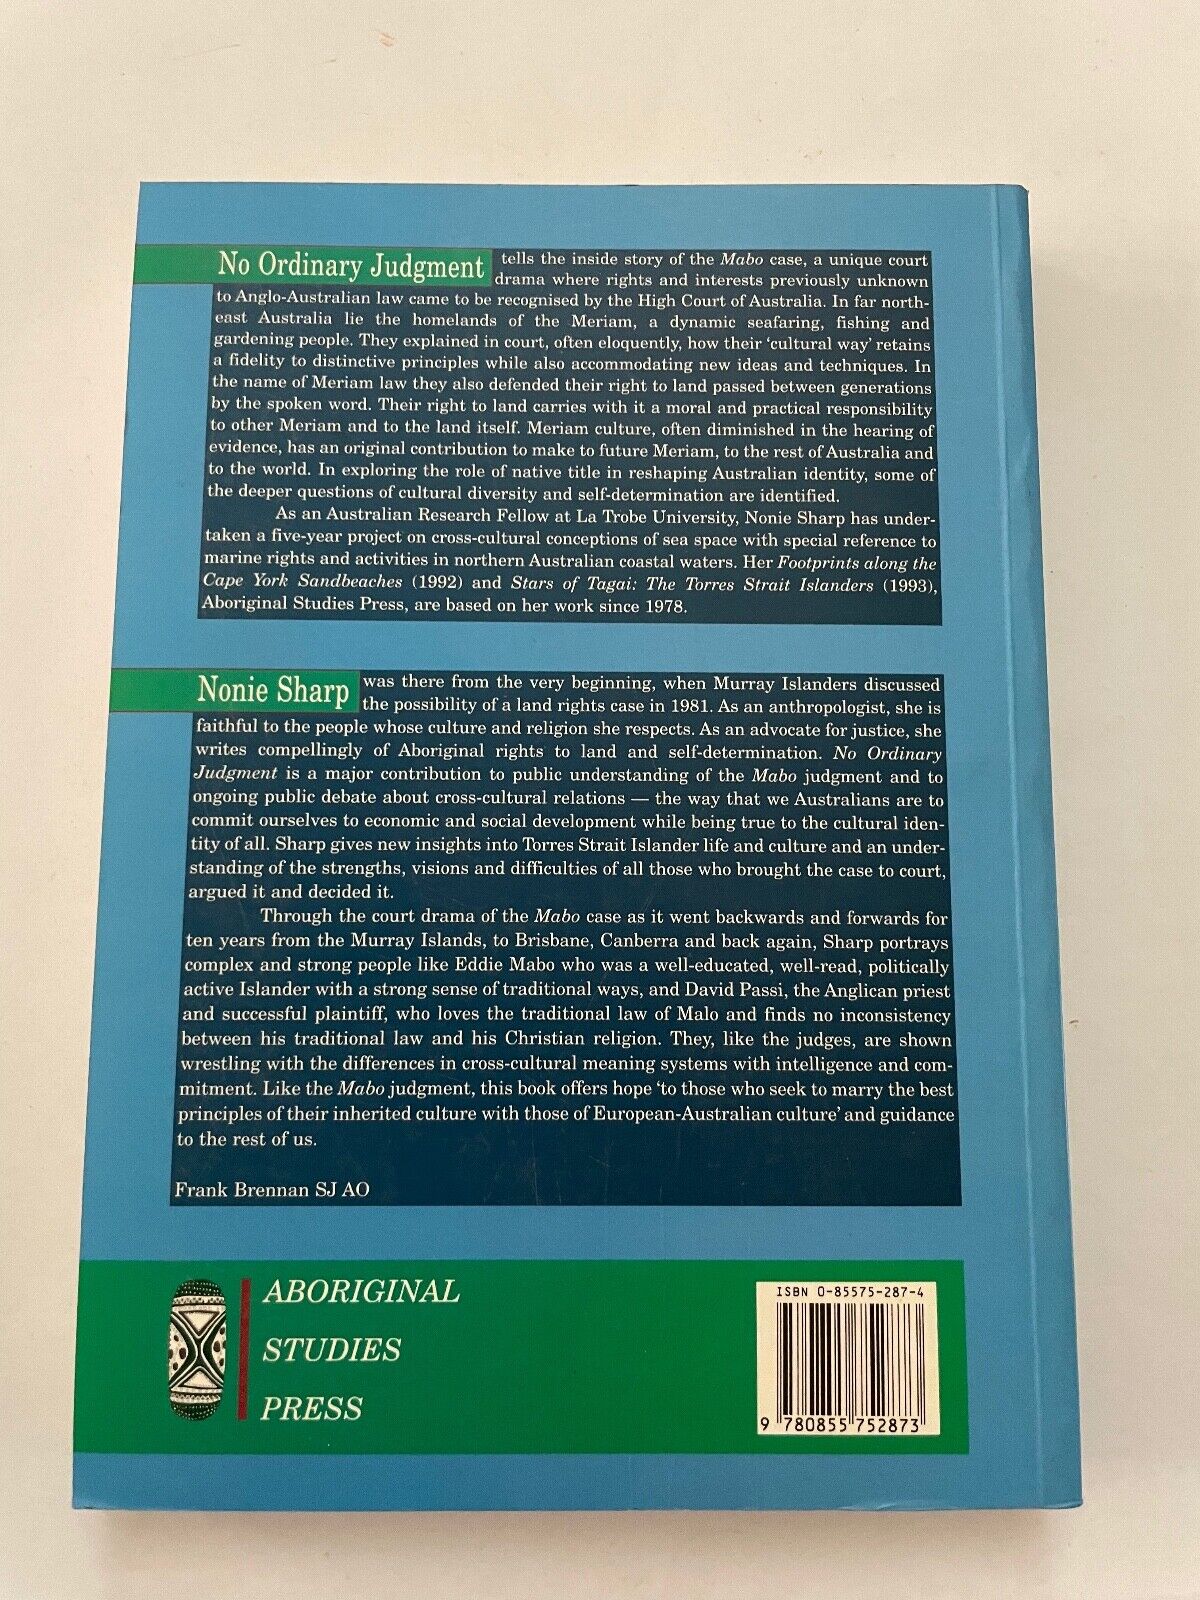 No Ordinary Judgment tells the inside story of the Mabo case, a unique court
drama where rights and interests previously unknown
to Anglo-Australian law came to be recognised by the High Court of Australia. In far north-
east Australia lie the homelands of the Meriam, a dynamic seafaring, fishing and
gardening people. They explained in court, often eloquently, how their ‘cultural way’ retains
a fidelity to distinctive principles while also accommodating new ideas and techniques. In
the name of Meriam law they also defended their right to land passed between generations
by the spoken word. Their right to land carries with it a moral and practical responsibility
to other Meriam and to the land itself. Meriam culture, often diminished in the hearing of
evidence, has an original contribution to make to future Meriam, to the rest of Australia and
to the world. In exploring the role of native title in reshaping Australian identity, some of
the deeper questions of cultural diversity and self-determination are identified.
As an Australian Research Fellow at La Trobe University, Nonie Sharp has under-
taken a five-year project on cross-cultural conceptions of sea space with special reference to
marine rights and activities in northern Australian coastal waters. Her Footprints along the
Cape York Sandbeaches (1992) and Stars of Tagai: The Torres Strait Islanders (1993),
Aboriginal Studies Press, are based on her work since 1978.
Nonie Sharp was there from the very beginning, when Murray Islanders discussed
the possibility of a land rights case in 1981. As an anthropologist, she is
faithful to the people whose culture and religion she respects. As an advocate for justice, she
writes compellingly of Aboriginal rights to land and self-determination. No Ordinary
Judgment is a major contribution to public understanding of the Mabo judgment and to
ongoing public debate about cross-cultural relations — the way that we Australians are to
commit ourselves to economic and social development while being true to the cultural iden-
tity of all. Sharp gives new insights into Torres Strait Islander life and culture and an under-
standing of the strengths, visions and difficulties of all those who brought the case to court,
argued it and decided it.
Through the court drama of the Mabo case as it went backwards and forwards for
ten years from the Murray Islands, to Brisbane, Canberra and back again, Sharp portrays
complex and strong people like Eddie Mabo who was a well-educated, well-read, politically
active Islander with a strong sense of traditional ways, and David Passi, the Anglican priest
and successful plaintiff, who loves the traditional law of Malo and finds no inconsistency
between his traditional law and his Christian religion. They, like the judges, are shown
wrestling with the differences in cross-cultural meaning systems with intelligence and com-
mitment. Like the Mabo judgment, this book offers hope ‘to those who seek to marry the best
principles of their inherited culture with those of European-Australian culture’ and guidance
to the rest of us.
Frank Brennan SJ AO
ABORIGINAL
STUDIES
PRESS
ISBN 0-85575-287-4
9 780855 752873